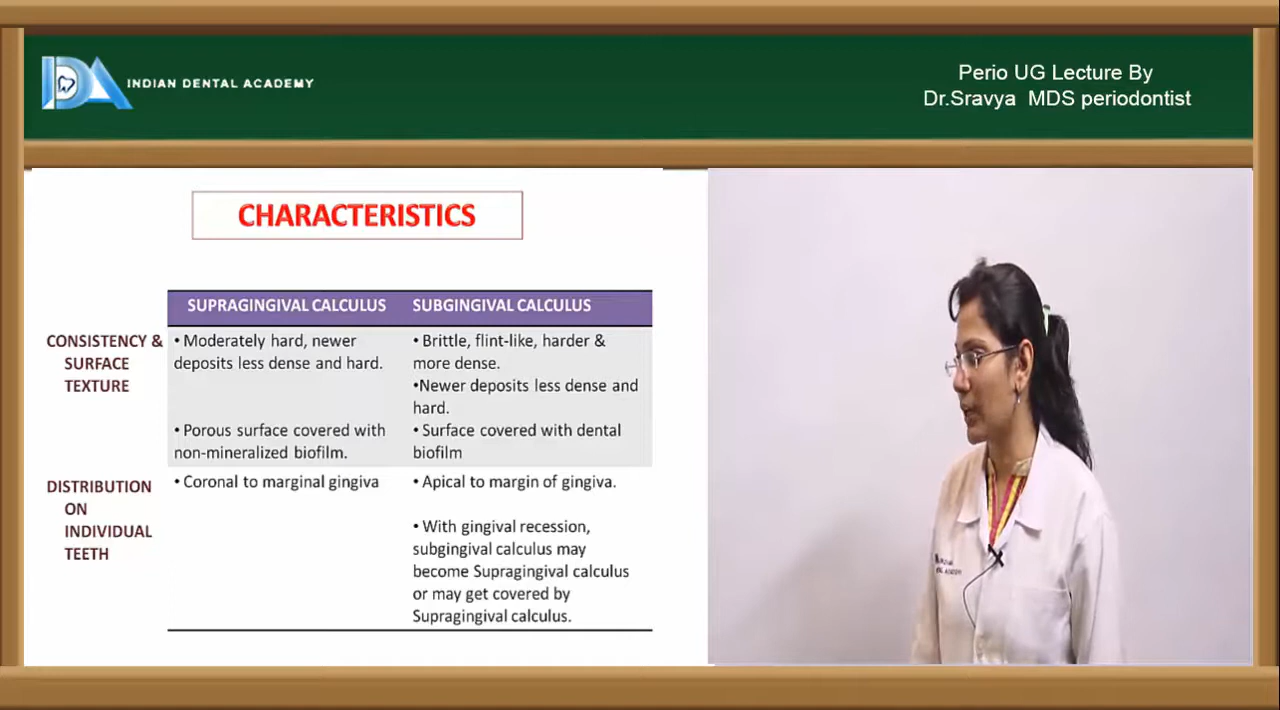 INDIAN DENTAL ACADEMY
Perio UG Lecture By
Dr.Sravya MDS periodontist
CHARACTERISTICS
SUPRAGINGIVAL CALCULUS SUBGINGIVAL CALCULUS
CONSISTENCY &
SURFACE
TEXTURE
• Moderately hard, newer
deposits less dense and hard.
• Porous surface covered with
non-mineralized biofilm.
• Brittle, flint-like, harder &
more dense.
•Newer deposits less dense and
hard.
• Surface covered with dental
biofilm
DISTRIBUTION
ON
INDIVIDUAL
TEETH
• Coronal to marginal gingiva
• Apical to margin of gingiva.
• With gingival recession,
subgingival calculus may
become Supragingival calculus
or may get covered by
Supragingival calculus.